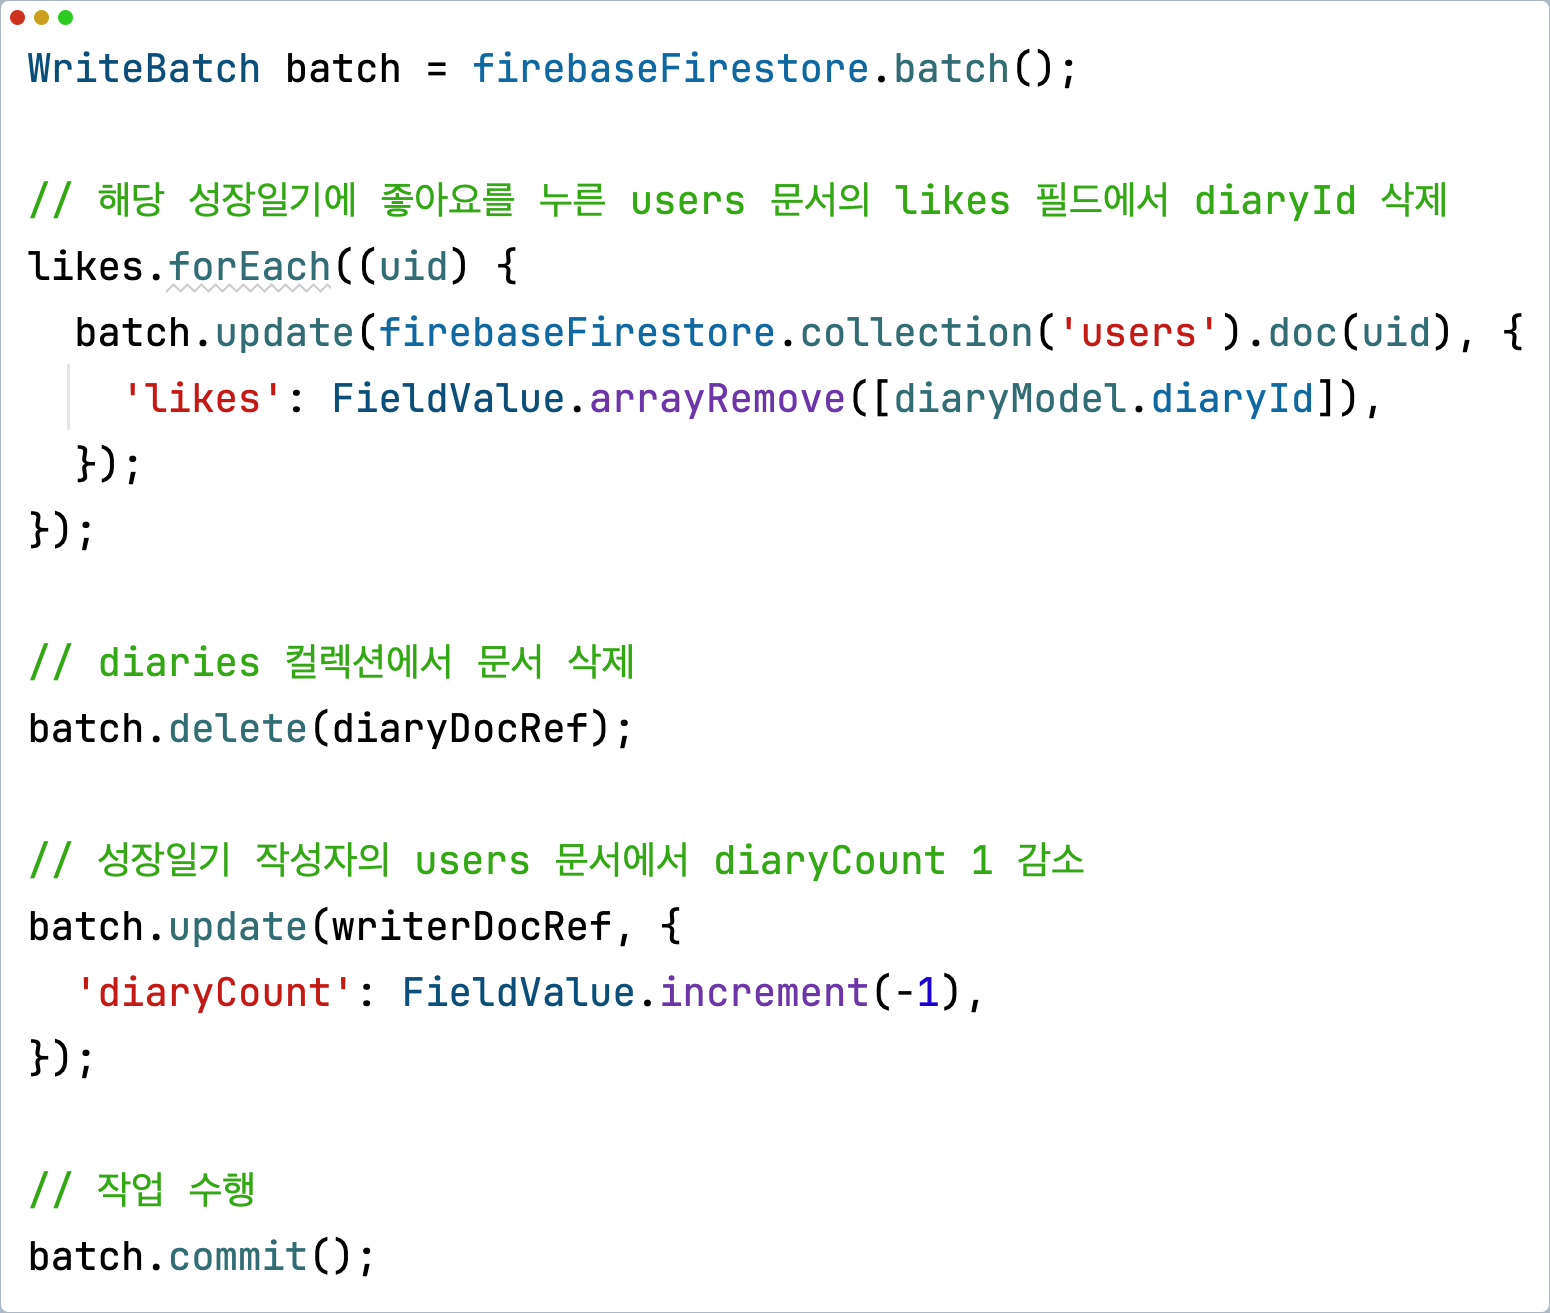 WriteBatch batch = firebaseFirestore.batch();
// 해당 성장일기에 좋아요를 누른 users 문서의 likes 필드에서 diaryId 삭제
likes.forEach((uid) {
  batch.update(firebaseFirestore.collection('users').doc(uid), {
    'likes': FieldValue.arrayRemove([diaryModel.diaryId]),
  });
});
// diaries 컬렉션에서 문서 삭제
batch.delete(diaryDocRef);
// 성장일기 작성자의 users 문서에서 diaryCount 1 감소
batch.update(writerDocRef, {
  'diaryCount': FieldValue.increment(-1),
});
// 작업 수행
batch.commit();